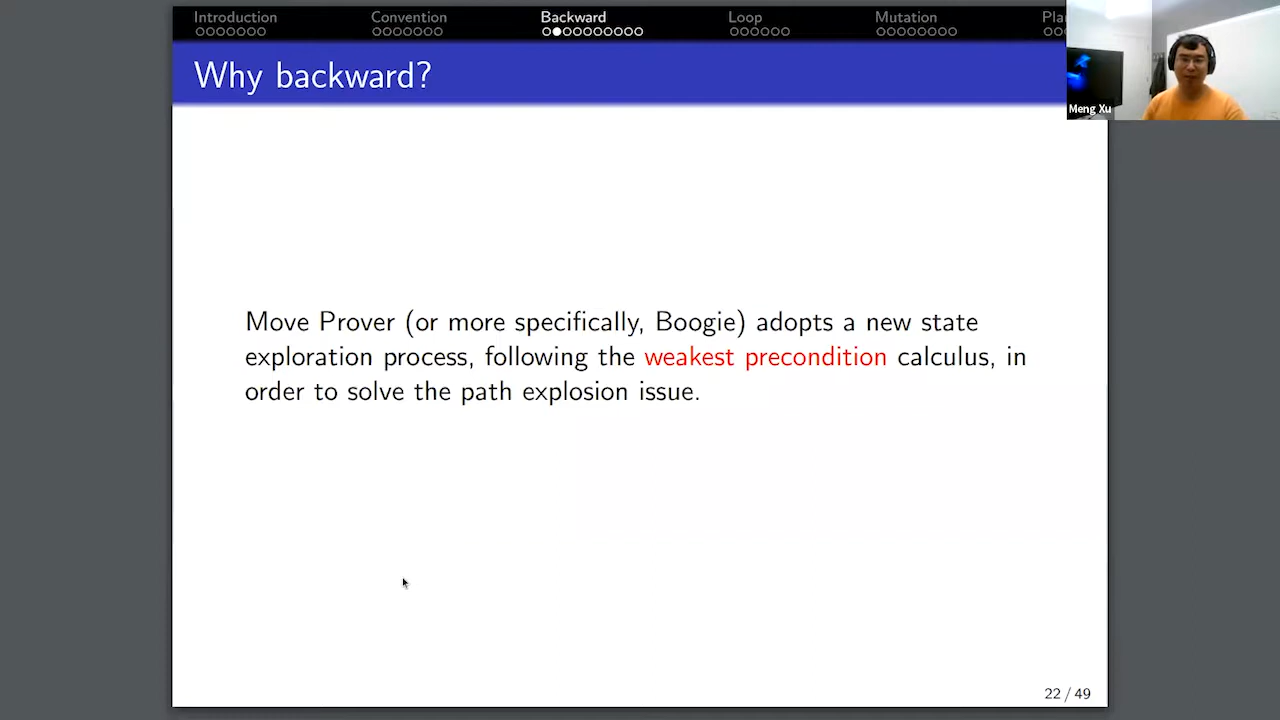 Introduction
Convention
Backward
Loop
Mutation
Why backward?
Meng Xu
Move Prover (or more specifically, Boogie) adopts a new state
exploration process, following the weakest precondition calculus, in
order to solve the path explosion issue.
22 / 49